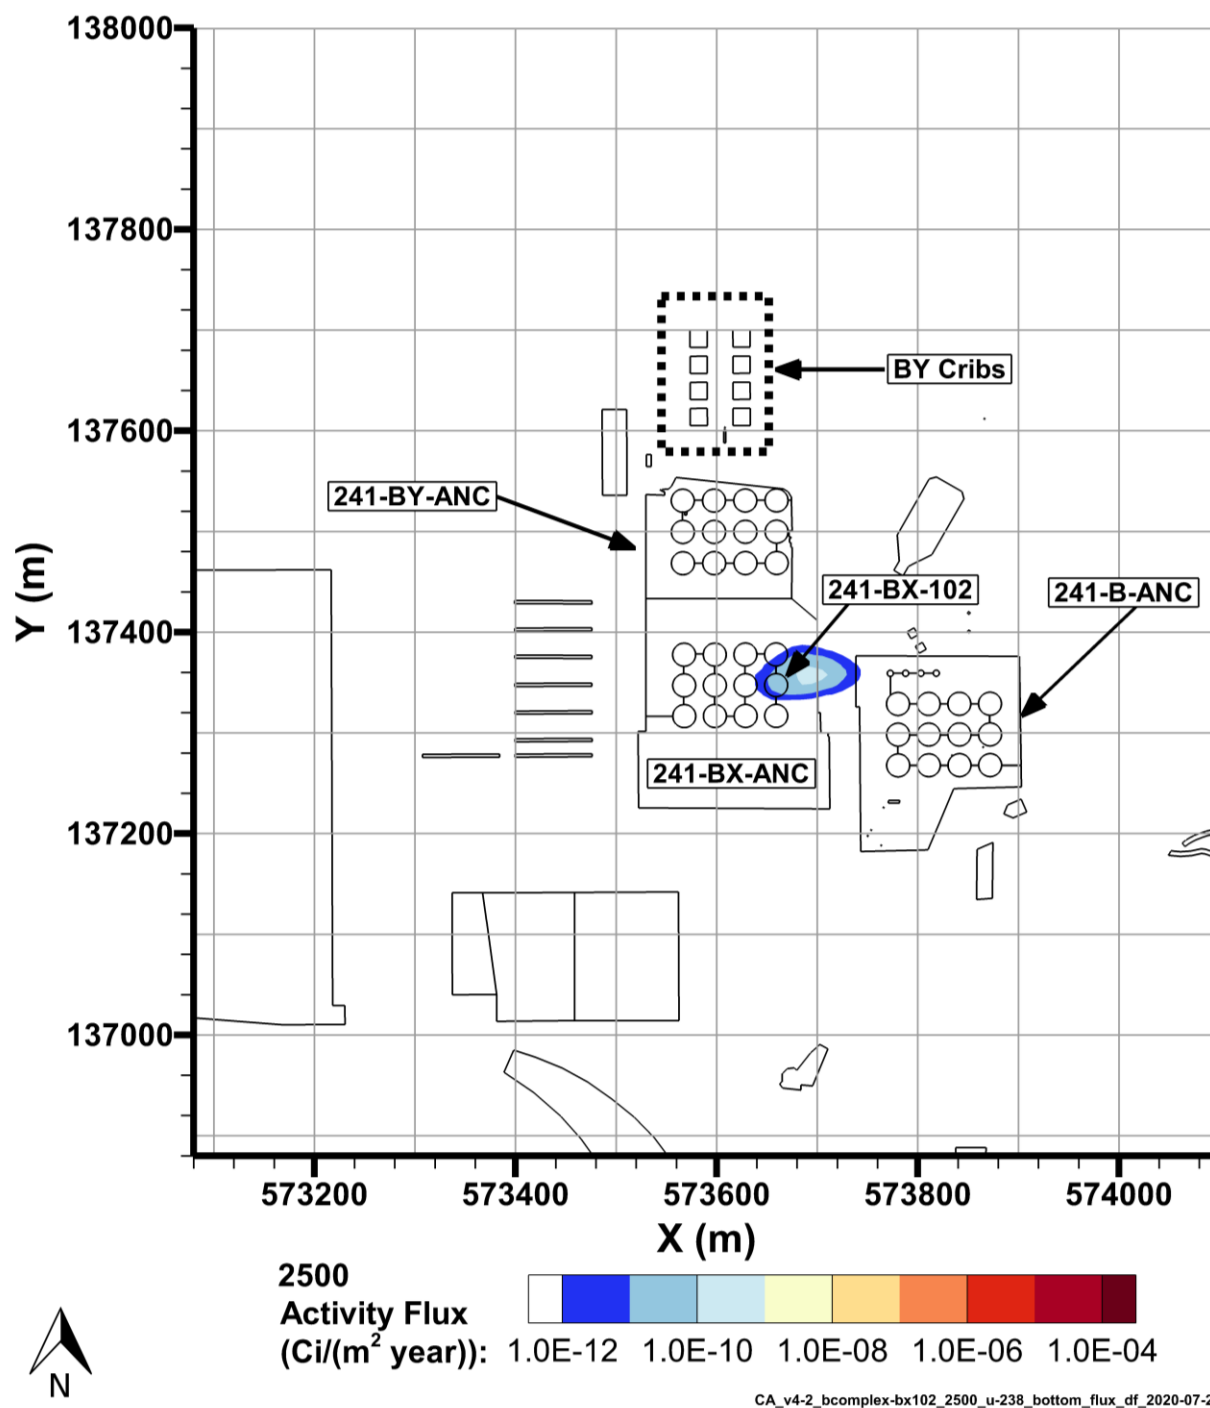 138000
137800
137600
137400
137200
137000
Y (m)
BY Cribs
241-BY-ANC
241-BX-102
241-B-ANC
241-BX-ANC
573200 573400 573600 573800 574000
X (m)
2500
Activity Flux
(Ci/(m² year)):
1.0E-12 1.0E-10 1.0E-08 1.0E-06 1.0E-04
N
CA_v4-2_bcomplex-bx102_2500_u-238_bottom_flux_df_2020-07-2